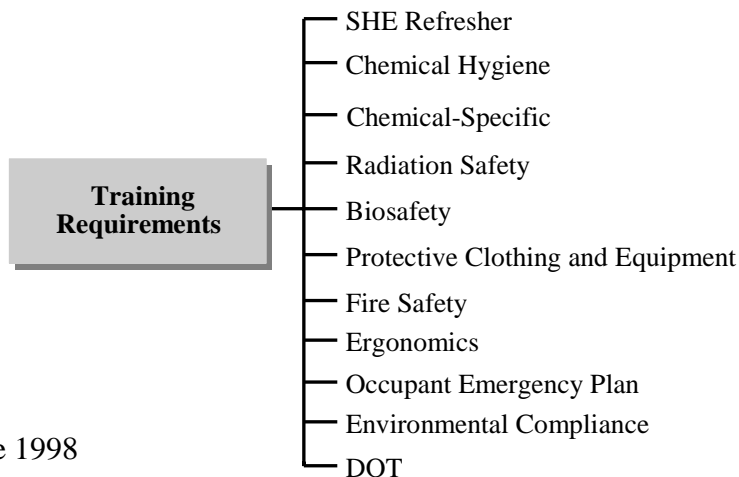 SHE Refresher
Chemical Hygiene
Chemical-Specific
Radiation Safety
Training
Requirements
Biosafety
Protective Clothing and Equipment
Fire Safety
Ergonomics
Occupant Emergency Plan
Environmental Compliance
1998
DOT